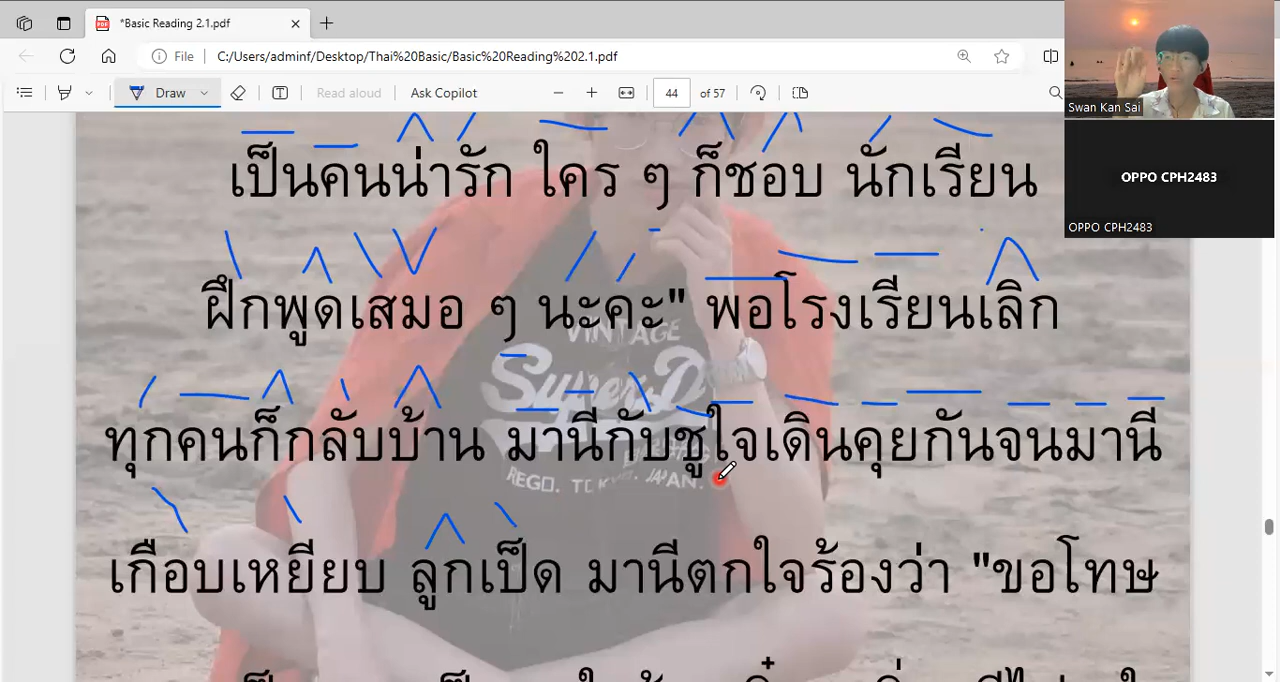 *Basic Reading 2.1.pdf
File C:/Users/adminf/Desktop/Thai%20Basic/Basic%20Reading%202.1.pdf
Draw Read aloud Ask Copilot 44 of 57
Swan Kan Sai
OPPO CPH2483
OPPO CPH2483
เป็นคนน่ารัก ใคร ๆ ก็ชอบ นักเรียน
ฝึกพูดเสมอ ๆ นะคะ" พอโรงเรียนเลิก
VINTAGE
Super
ทุกคนก็กลับบ้าน มานีกับชูใจเดินคุยกันจนมานี
REGD. JAPAN.
เกือบเหยียบ ลูกเป็ด มานีตกใจร้องว่า "ขอโทษ